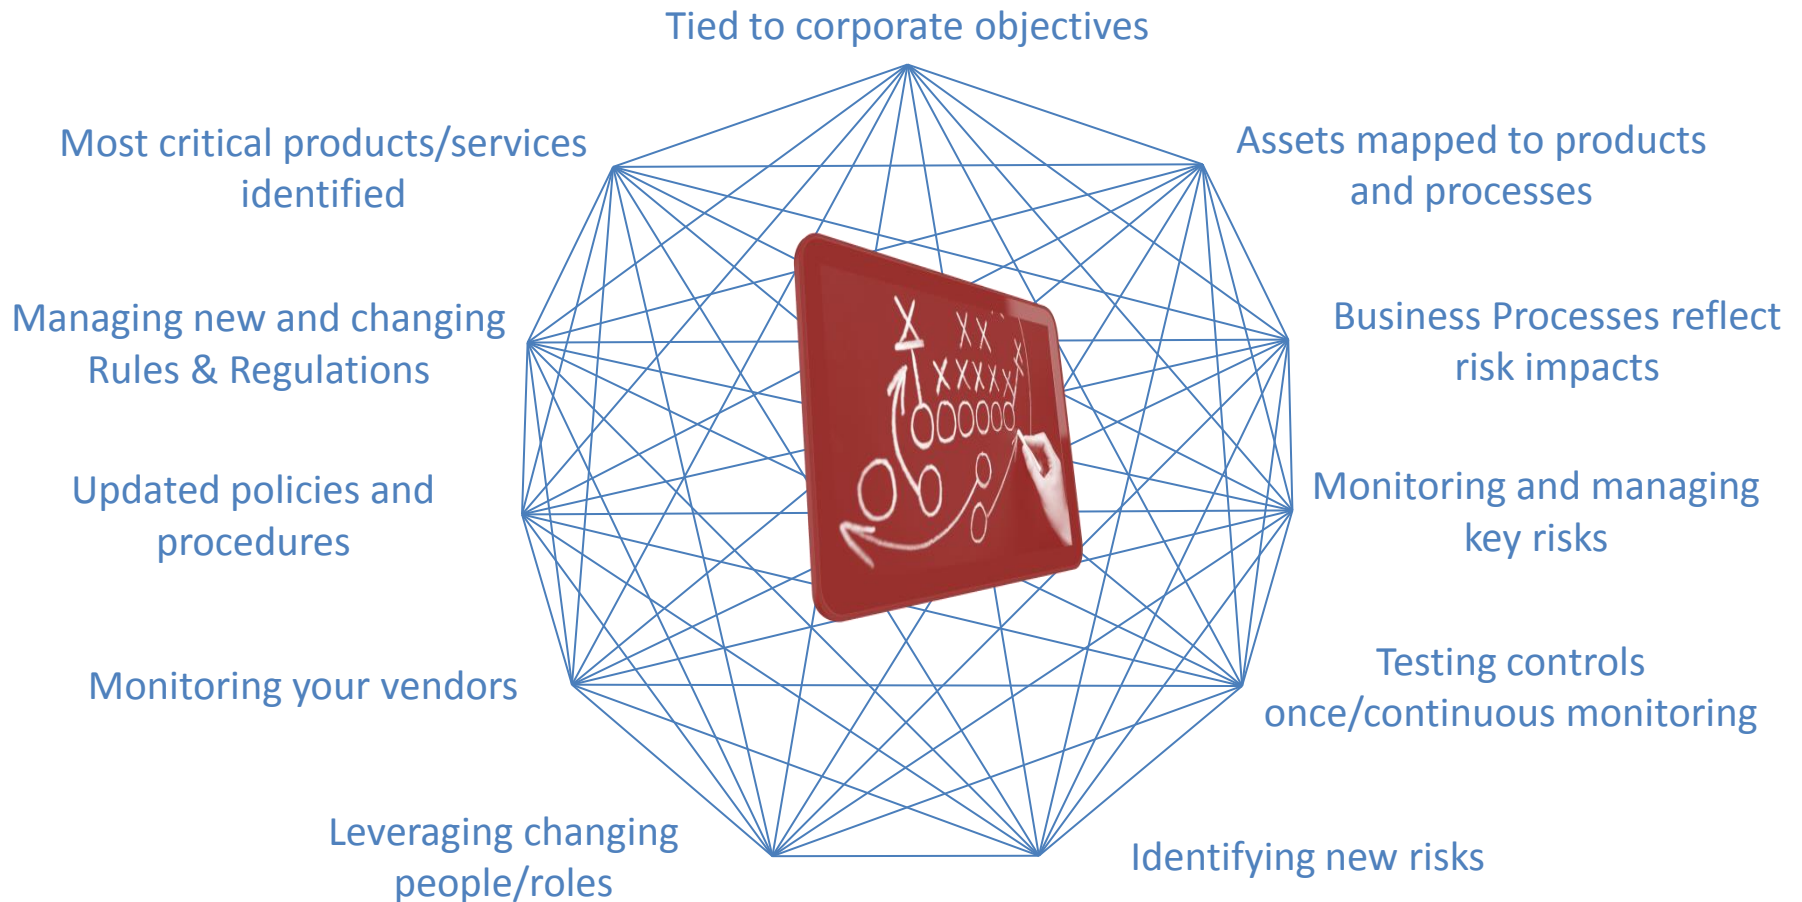 Tied to corporate objectives
Most critical products/services
identified
Assets mapped to products
and processes
Managing new and changing
Rules & Regulations
Business Processes reflect
risk impacts
Updated policies and
procedures
Monitoring and managing
key risks
Monitoring your vendors
Testing controls
once/continuous monitoring
Leveraging changing
people/roles
Identifying new risks